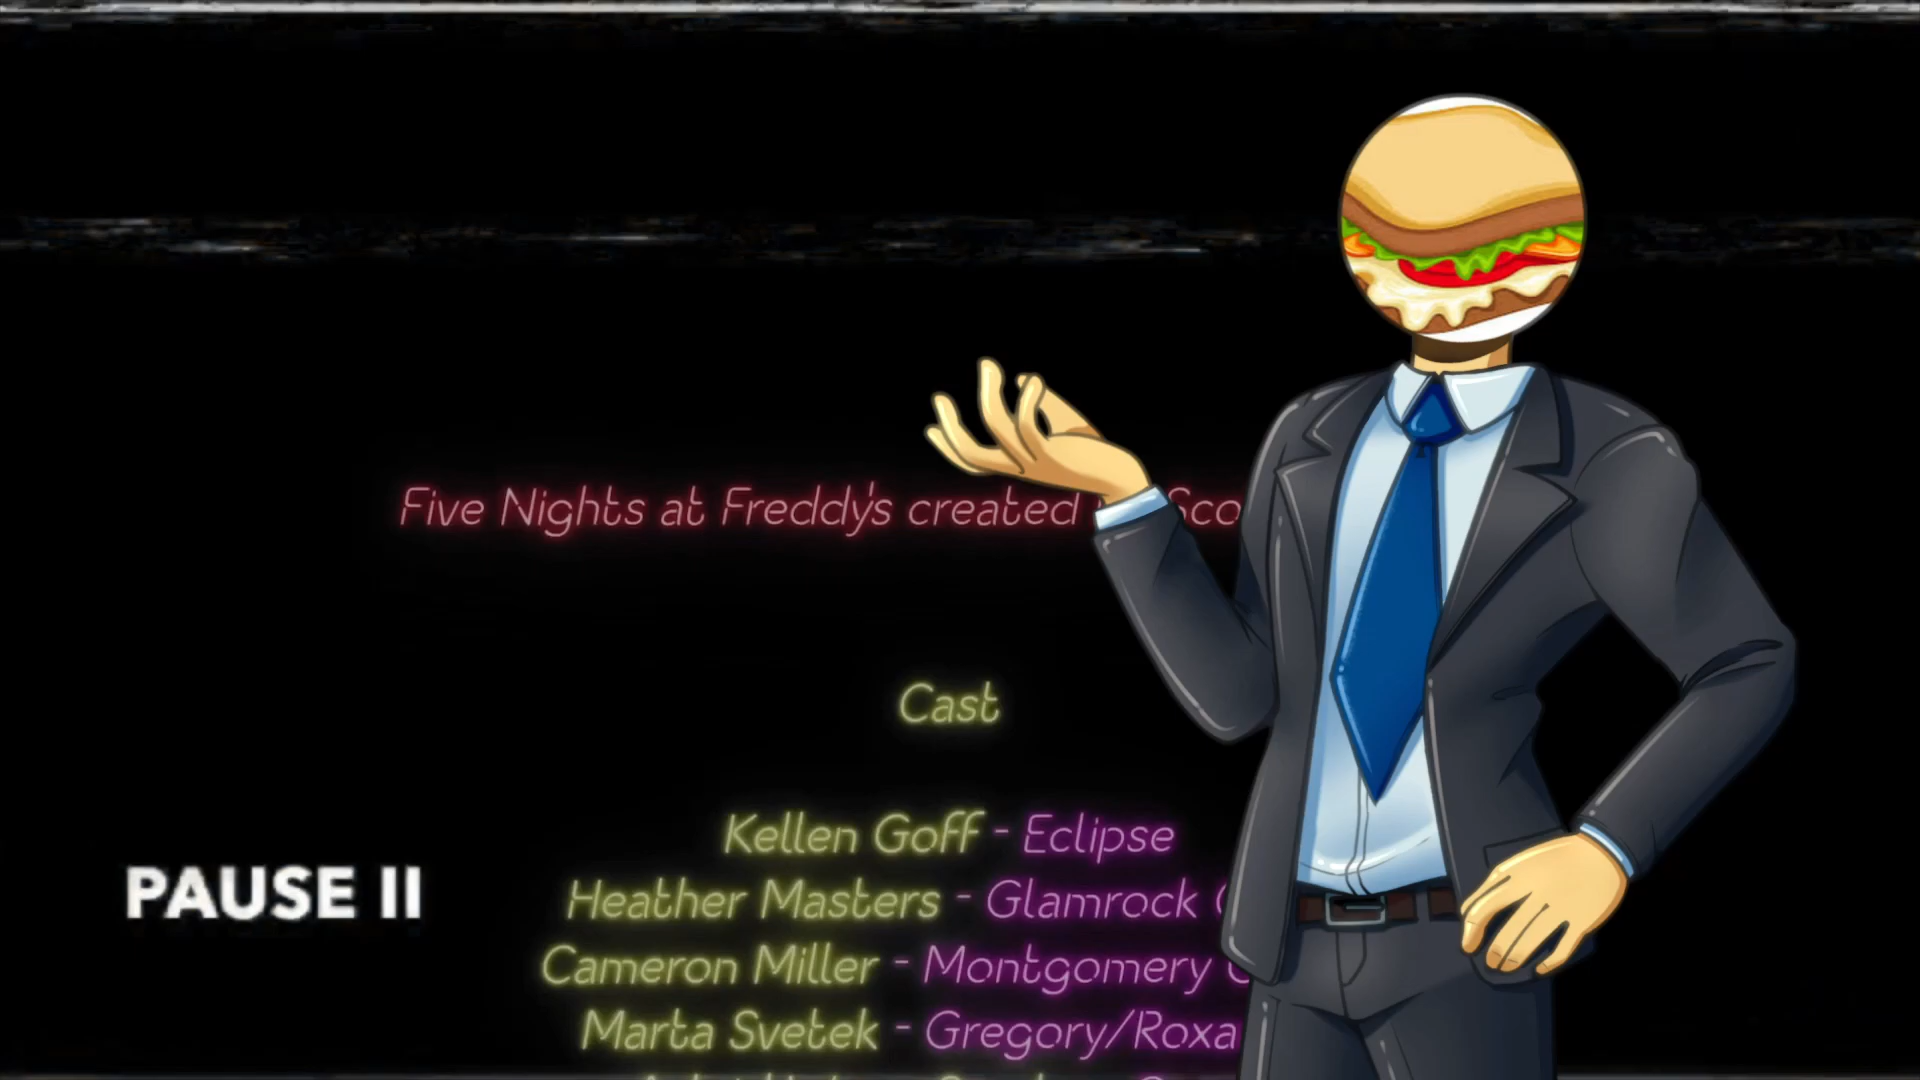 Five Nights at Freddy's created Sco
Cast
Kellen Goff - Eclipse
Heather Masters - Glamrock
Cameron Miller - Montgomery
PAUSE II
Marta Svetek - Gregory/Roxa